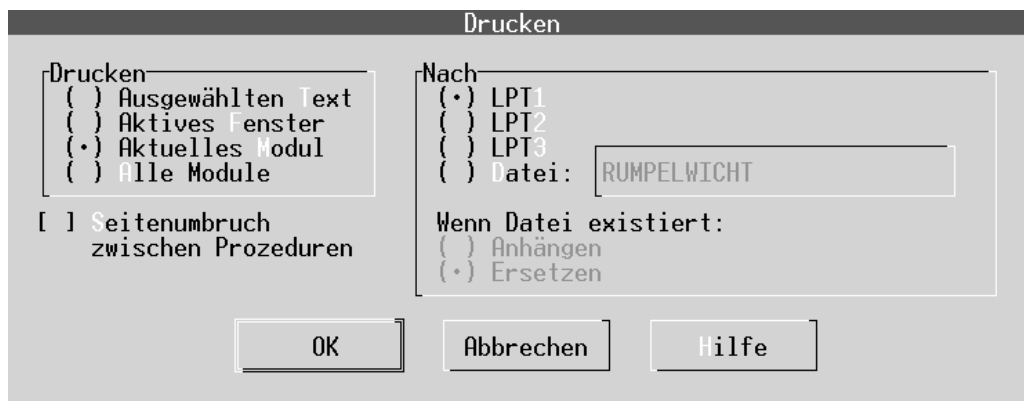 Drucken
Drucken
( ) Ausgewählten Text
( ) Aktives Fenster
(•) Aktuelles Modul
( ) Alle Module
[ ] Seitenumbruch
zwischen Prozeduren
Nach
(•) LPT1
( ) LPT2
( ) LPT3
( ) Datei: RUMPELWICHT
Wenn Datei existiert:
( ) Anhängen
(•) Ersetzen
OK
Abbrechen
Hilfe